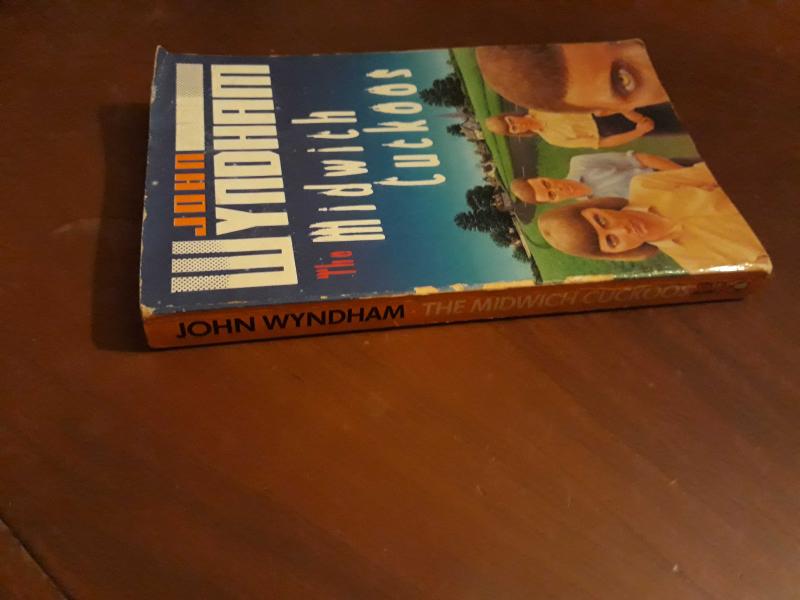 JOHN
WYNDHAM
The Midwich
Cuckoos
JOHN WYNDHAM THE MIDWICH CUCKOOS